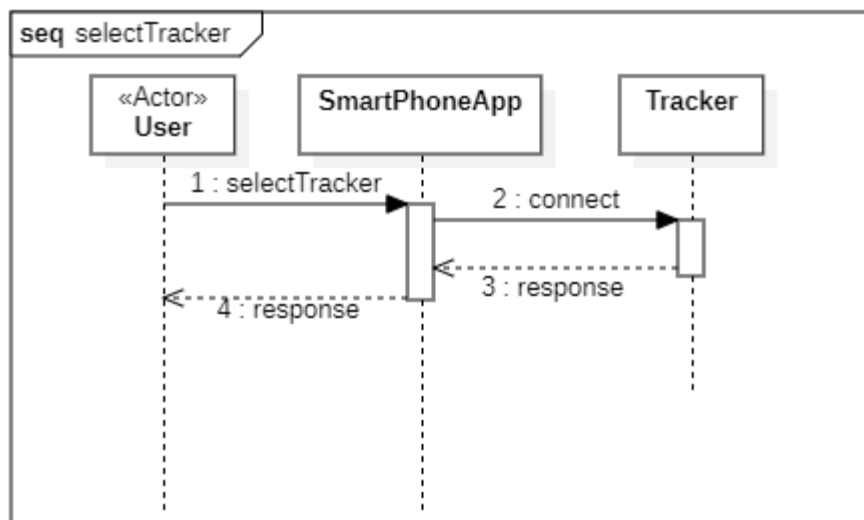 seq selectTracker
«Actor»
User
SmartPhoneApp
Tracker
1 : selectTracker
2 : connect
3 : response
4 : response